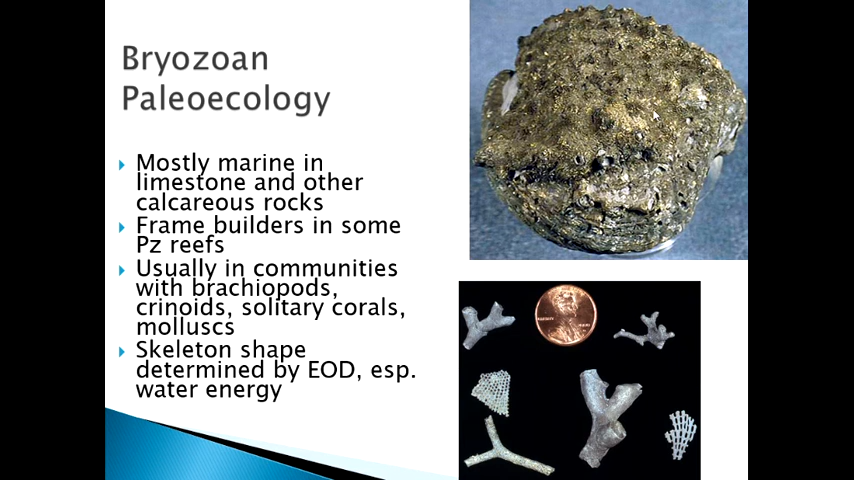 Bryozoan
Paleoecology
Mostly marine in
limestone and other
calcareous rocks
Frame builders in some
Pz reefs
Usually in communities
with brachiopods,
crinoids, solitary corals,
molluscs
Skeleton shape
determined by EOD, esp.
water energy